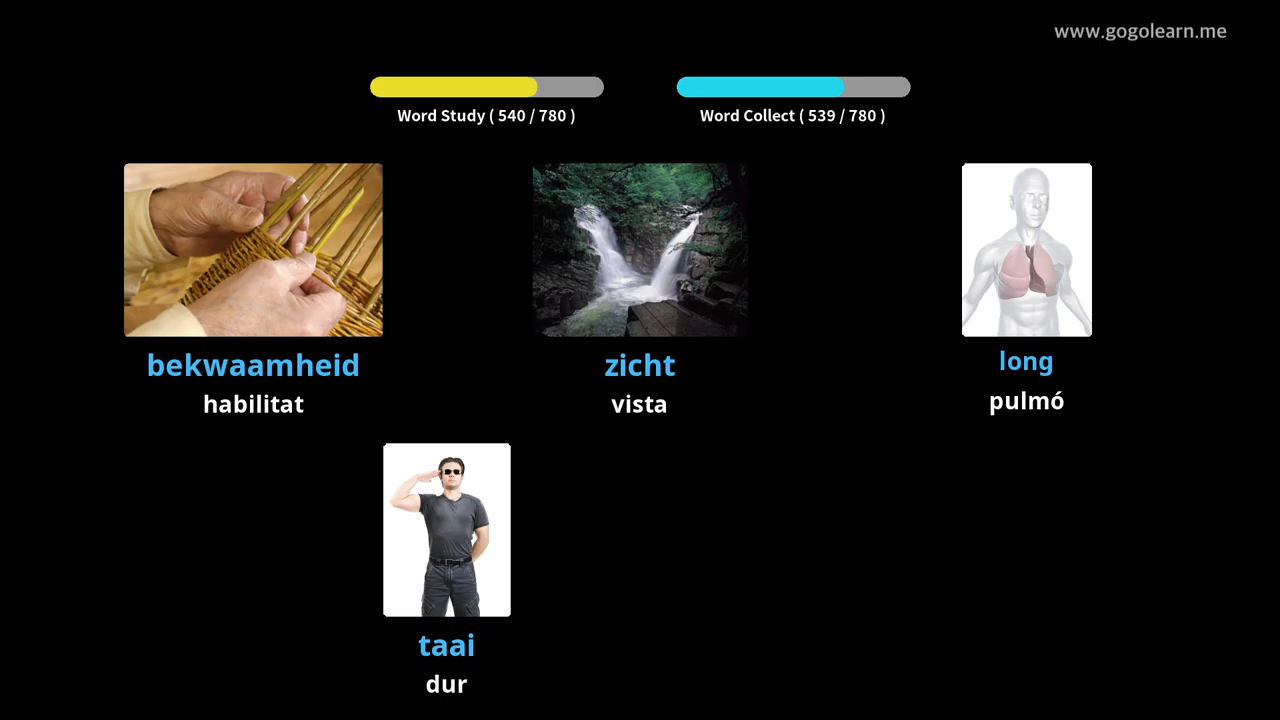 www.gogolearn.me
Word Study ( 540 / 780 )
Word Collect ( 539 / 780 )
bekwaamheid
habilitat
zicht
vista
long
pulmó
taai
dur